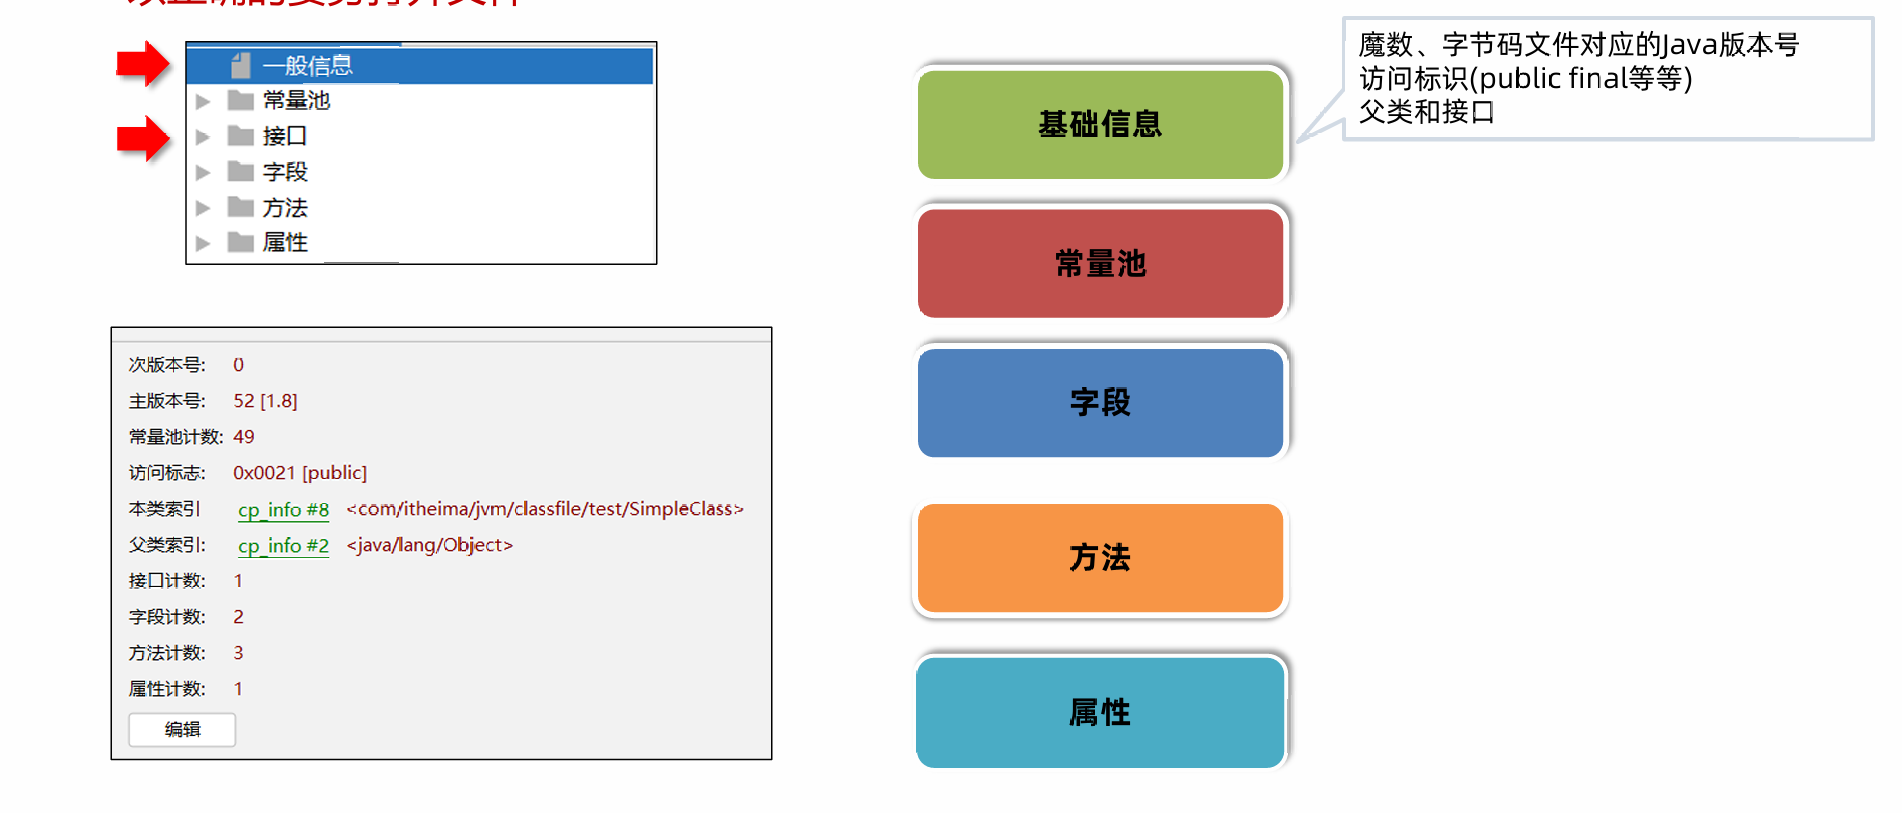 一般信息
常量池
接口
字段
方法
属性
次版本号: 0
主版本号: 52 [1.8]
常量池计数: 49
访问标志: 0x0021 [public]
本类索引 cp_info #8 <com/itheima/jvm/classfile/test/SimpleClass>
父类索引: cp_info #2 <java/lang/Object>
接口计数: 1
字段计数: 2
方法计数: 3
属性计数: 1
编辑
基础信息
常量池
字段
方法
属性
魔数、字节码文件对应的Java版本号
访问标识(public final等等)
父类和接口